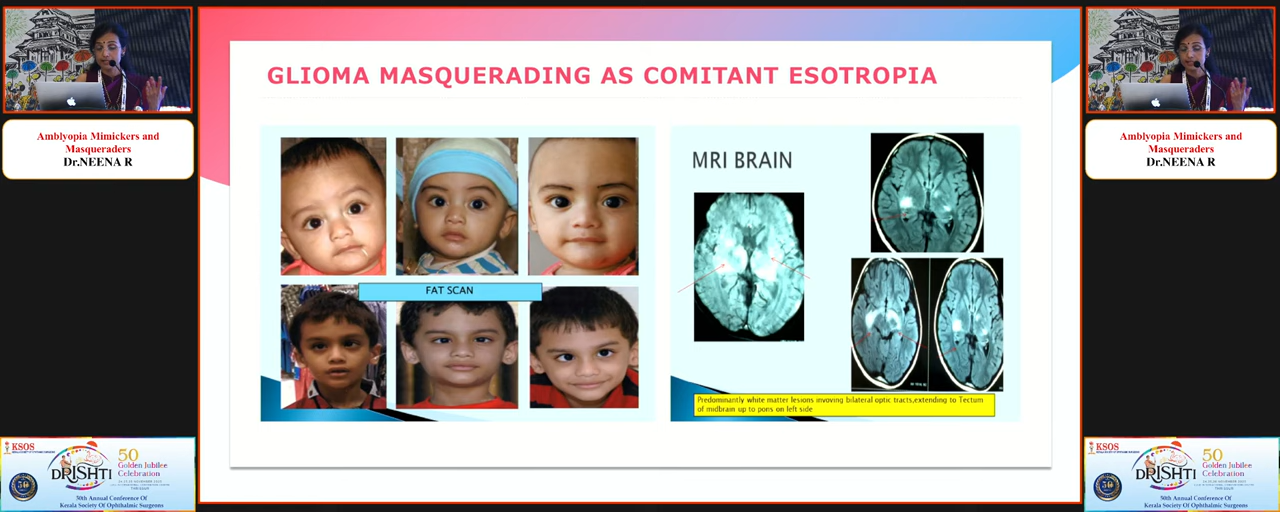 GLIOMA MASQUERADING AS COMITANT ESOTROPIA
Amblyopia Mimickers and
Masqueraders
Dr.NEENA R
FAT SCAN
MRI BRAIN
Predominantly white matter lesions invoving bilateral optic tracts,extending to Tectum
of midbrain up to pons on left side
Amblyopia Mimickers and
Masqueraders
Dr.NEENA R
KSOS
50
Golden Jubilee
Celebration
DRISHTI
50th Annual Conference Of
Kerala Society Of Ophthalmic Surgeons
KSOS
50
Golden Jubilee
Celebration
DRISHTI
50th Annual Conference Of
Kerala Society Of Ophthalmic Surgeons